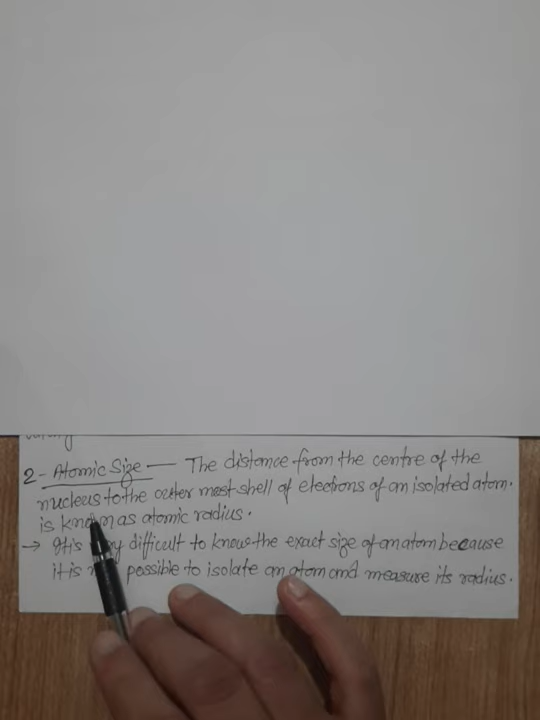 2- Atomic Size — The distance from the centre of the
nucleus to the outer most shell of electrons of an isolated atom.
is known as atomic radius.
→ It is difficult to know the exact size of an atom because
it is possible to isolate an atom and measure its radius.